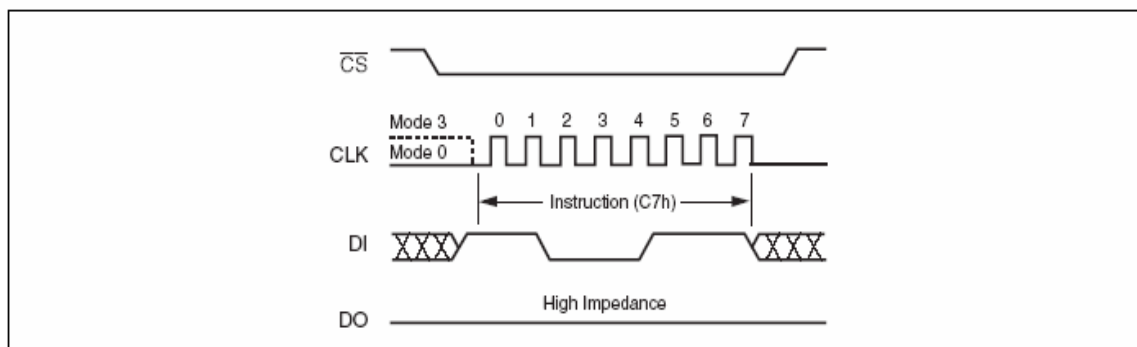 CS
Mode 3
0 1 2 3 4 5 6 7
CLK
Mode 0
Instruction (C7h)
DI
High Impedance
DO